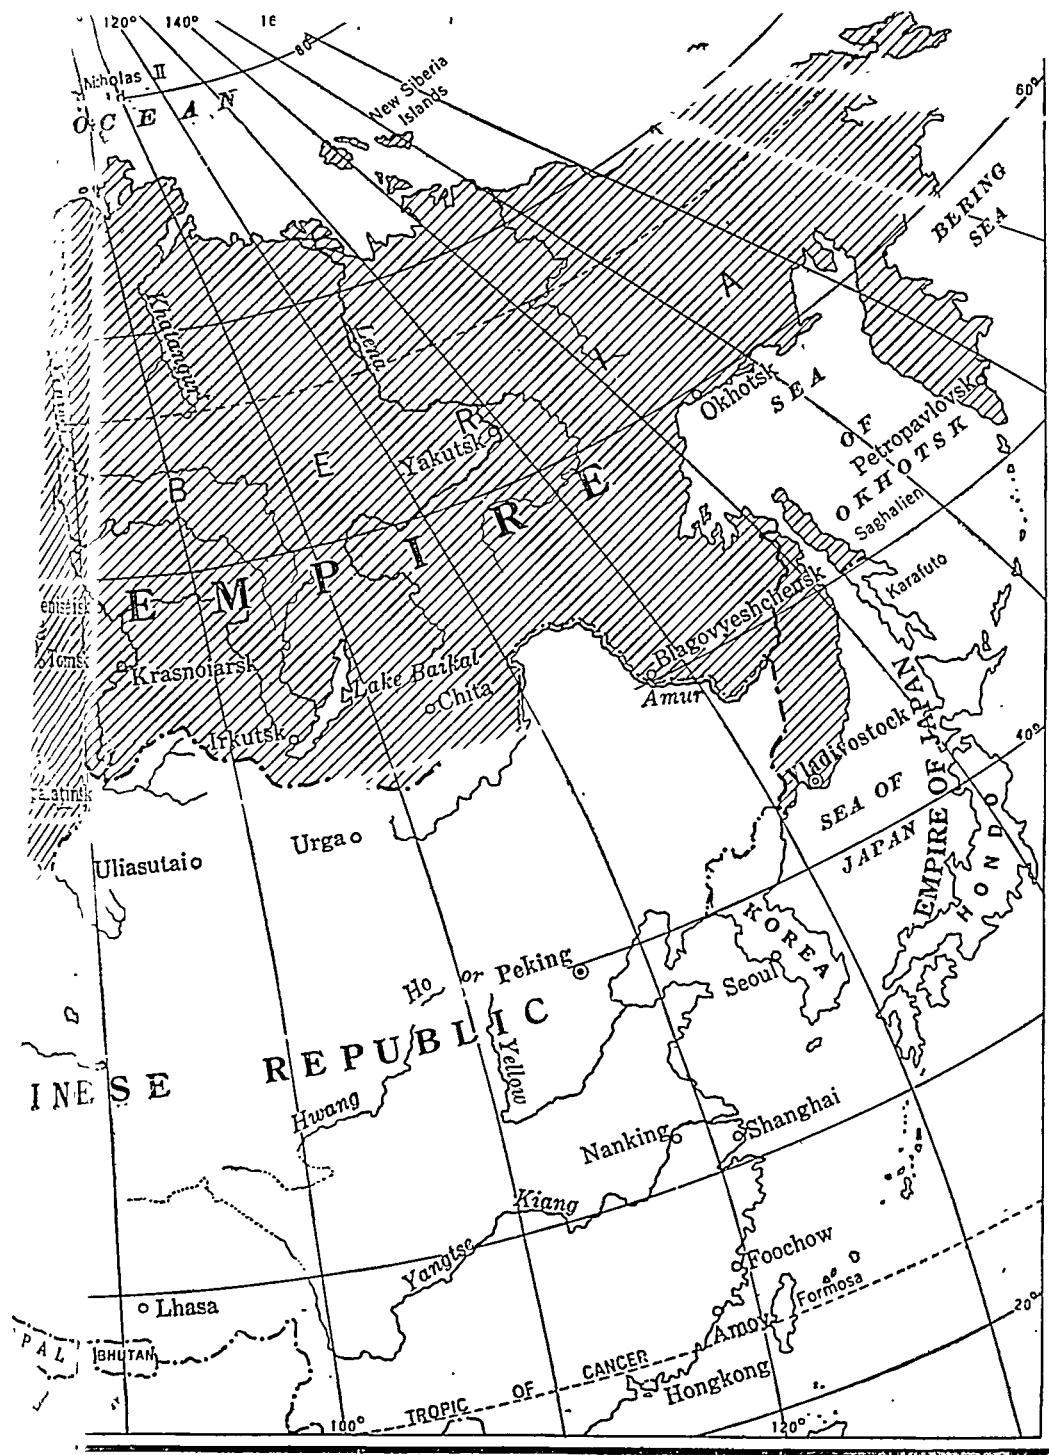 120°
140°
80°
Nicholas II
OCEAN
New Siberia
Islands
60°
BERING
SEA
Khatanga
Lena
A
I
R
E
B
Okhotsk
SEA
OF
OKHOTSK
Petropavlovsk
Yakutsk
Saghalien
Karafuto
EMPIRE
Tomsk
Krasnoiarsk
Lake Baikal
Chita
Irkutsk
Blagovyeshchensk
Amur
Vladivostock
SEA OF
JAPAN
EMPIRE OF JAPAN
40°
HONDO
Urga
Uliasutai
KOREA
Seoul
Ho or
Peking
INESE REPUBLIC
Yellow
Hwang
Nanking
Shanghai
Kiang
Yangtse
Foochow
Formosa
Lhasa
PAL
BHUTAN
Amoy
20°
TROPIC OF CANCER
Hongkong
100°
120°